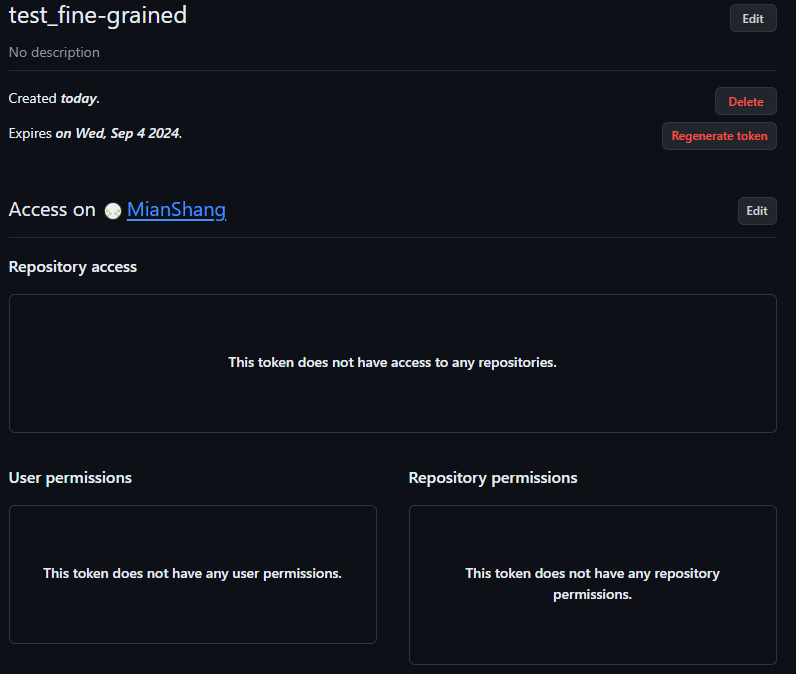 test_fine-grained
Edit
No description
Created today.
Delete
Expires on Wed, Sep 4 2024.
Regenerate token
Access on MianShang
Edit
Repository access
This token does not have access to any repositories.
User permissions
This token does not have any user permissions.
Repository permissions
This token does not have any repository
permissions.